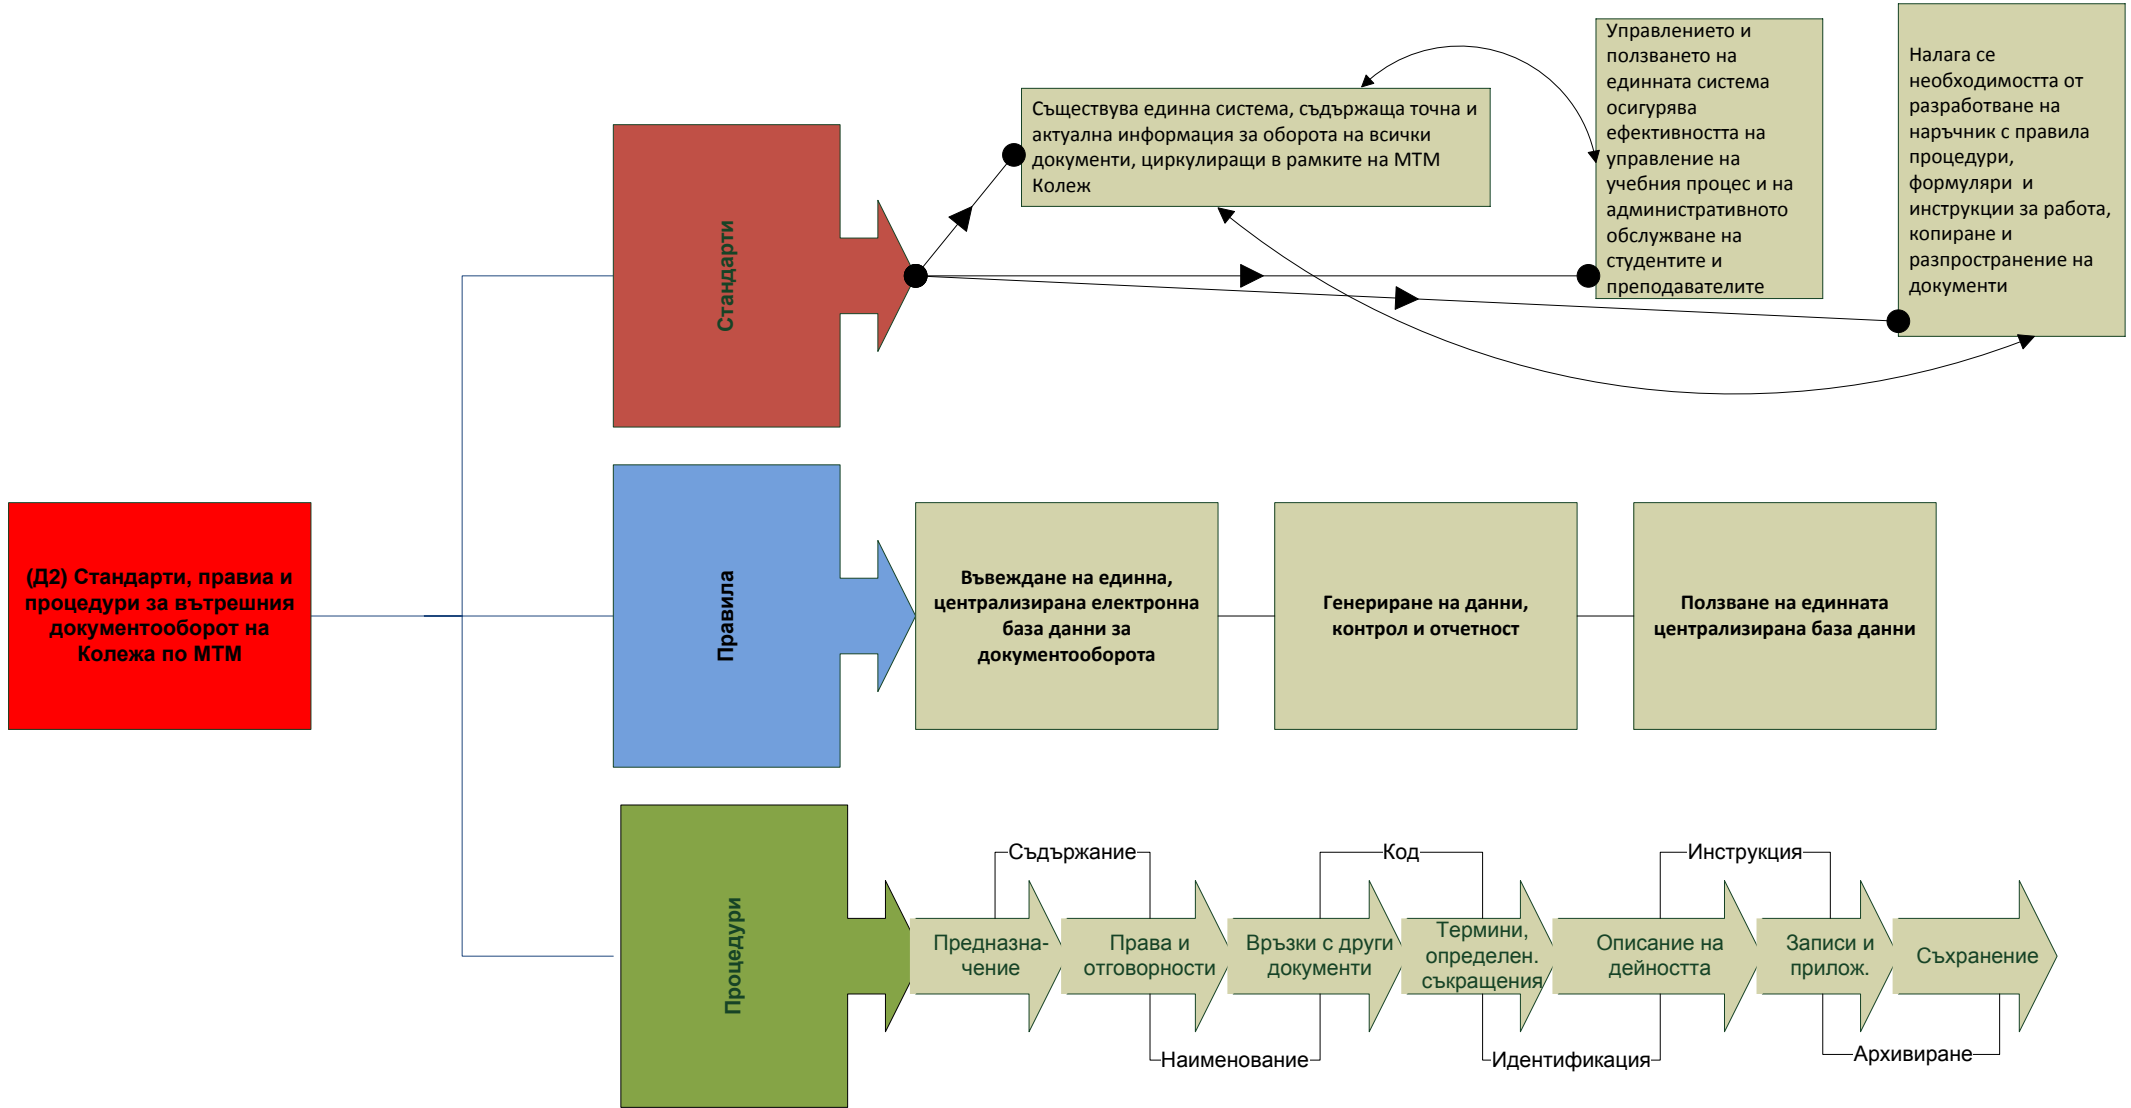 (Д2) Стандарти, правиа и
процедури за вътрешния
документооборот на
Колежа по МТМ
Стандарти
Съществува единна система, съдържаща точна и
актуална информация за оборота на всички
документи, циркулиращи в рамките на МТМ
Колеж
Управлението и
ползването на
единната система
осигурява
ефективността на
управление на
учебния процес и на
административното
обслужване на
студентите и
преподавателите
Налага се
необходимостта от
разработване на
наръчник с правила
процедури,
формуляри  и
инструкции за работа,
копиране и
разпространение на
документи
Правила
Въвеждане на единна,
централизирана електронна
база данни за
документооборота
Генериране на данни,
контрол и отчетност
Ползване на единната
централизирана база данни
Процедури
Съдържание
Код
Инструкция
Предназна-
чение
Права и
отговорности
Връзки с други
документи
Термини,
определен.
съкращения
Описание на
дейността
Записи и
прилож.
Съхранение
Наименование
Идентификация
Архивиране